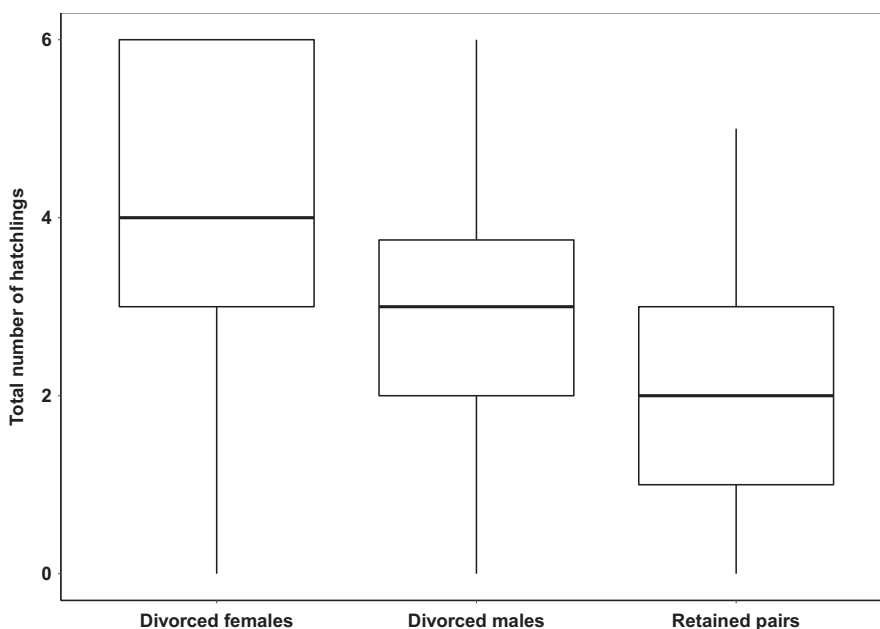 Total number of hatchlings
6
4
2
0
Divorced females
Divorced males
Retained pairs